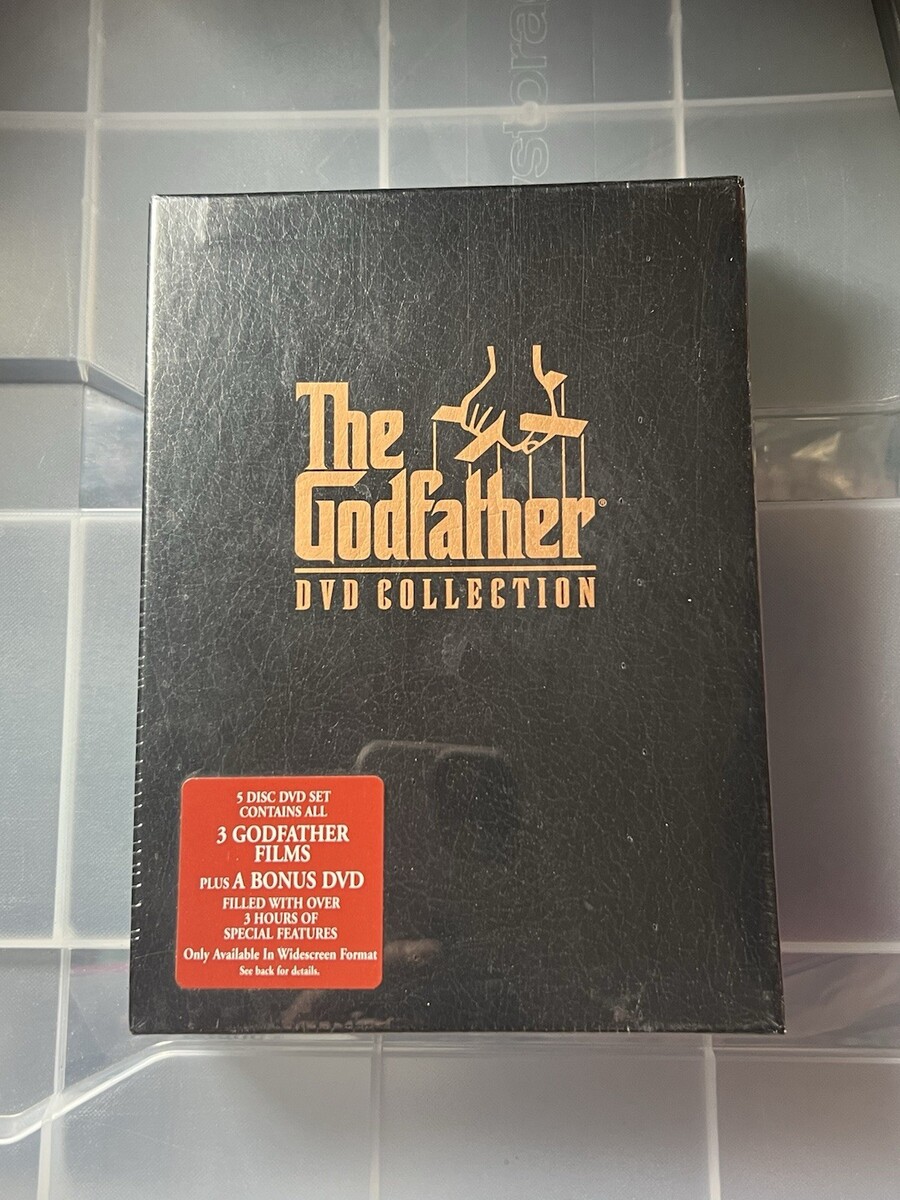 The
Godfather®
DVD COLLECTION
5 DISC DVD SET
CONTAINS ALL
3 GODFATHER
FILMS
PLUS A BONUS DVD
FILLED WITH OVER
3 HOURS OF
SPECIAL FEATURES
Only Available In Widescreen Format
See back for details.